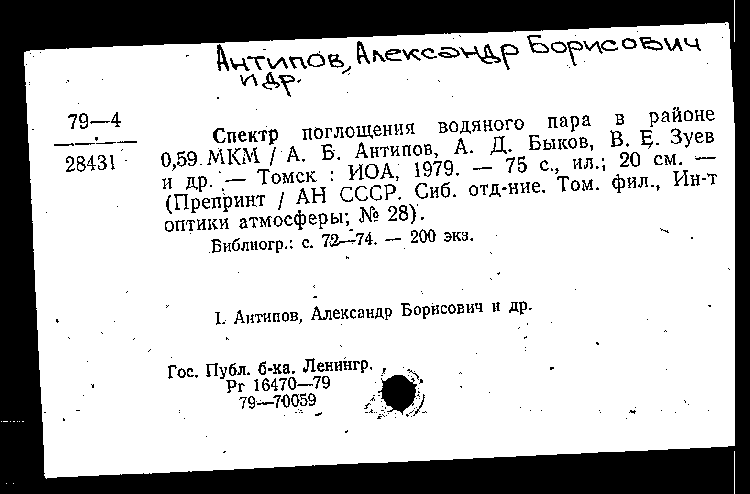 Антипов, Александр Борисович
и др.
79—4
28431
Спектр поглощения водяного пара в районе
0,59 МКМ / А. Б. Антипов, А. Д. Быков, В. Е. Зуев
и др. — Томск : ИОА, 1979. — 75 с., ил.; 20 см. —
(Препринт / АН СССР. Сиб. отд-ние. Том. фил., Ин-т
оптики атмосферы; № 28).
Библиогр.: с. 72—74. — 200 экз.
I. Антипов, Александр Борисович и др.
Гос. Публ. б-ка. Ленингр.
Pr 16470—79
79—70059